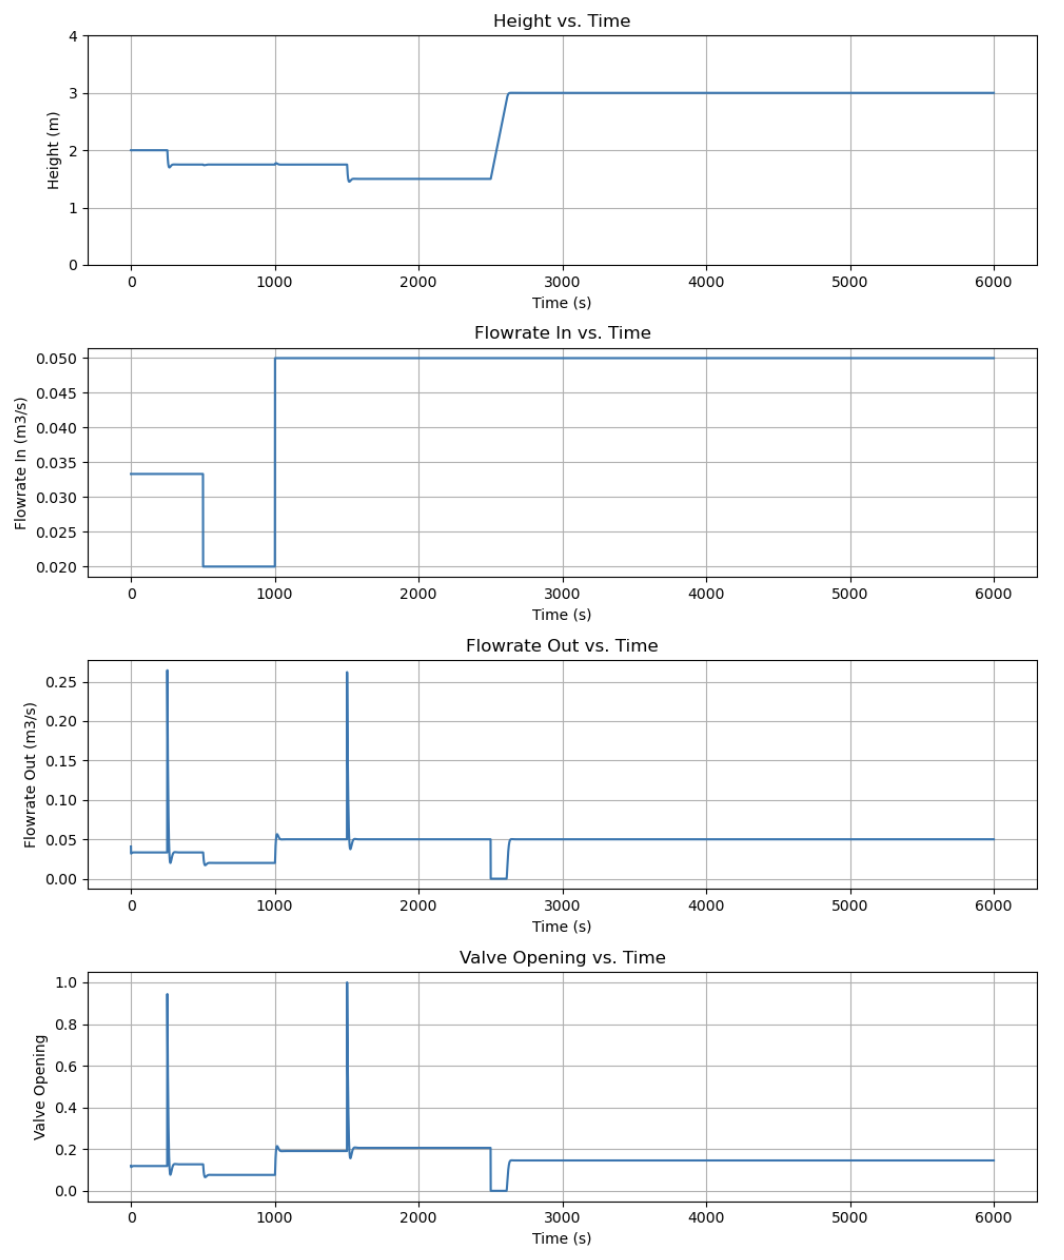 Height vs. Time
4
3
2
1
0
Height (m)
0 1000 2000 3000 4000 5000 6000
Time (s)
Flowrate In vs. Time
0.050
0.045
0.040
0.035
0.030
0.025
0.020
Flowrate In (m3/s)
0 1000 2000 3000 4000 5000 6000
Time (s)
Flowrate Out vs. Time
0.25
0.20
0.15
0.10
0.05
0.00
Flowrate Out (m3/s)
0 1000 2000 3000 4000 5000 6000
Time (s)
Valve Opening vs. Time
1.0
0.8
0.6
0.4
0.2
0.0
Valve Opening
0 1000 2000 3000 4000 5000 6000
Time (s)